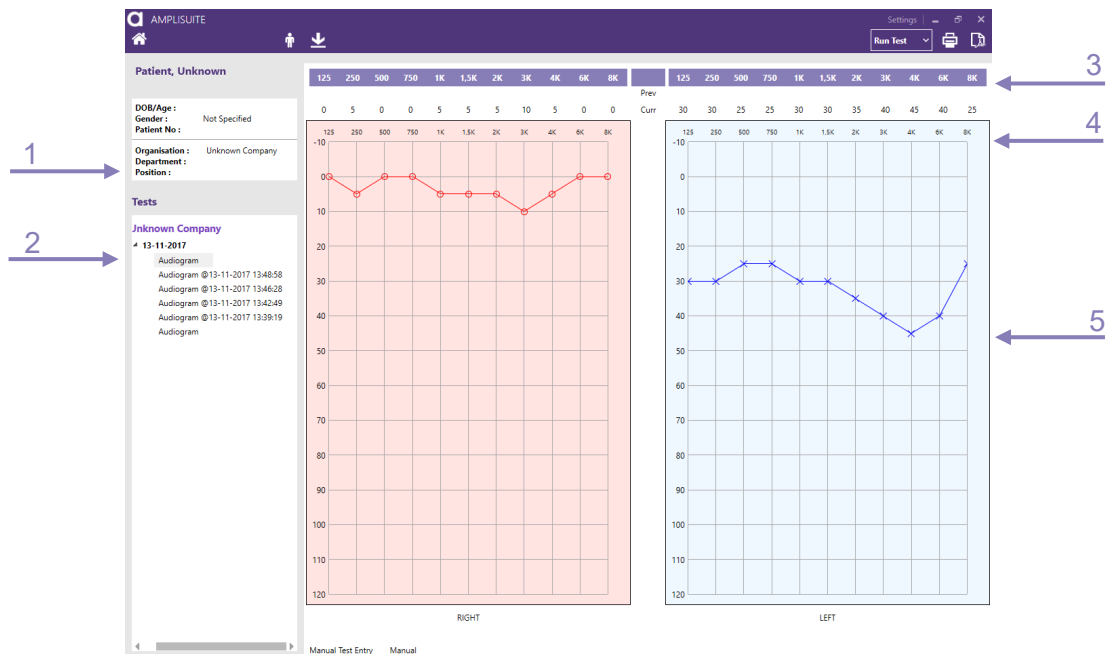 AMPLISUITE
Settings
Run Test
Patient, Unknown
DOB/Age :
Gender : Not Specified
Patient No :
Organisation : Unknown Company
Department :
Position :
Tests
Jnknown Company
13-11-2017
Audiogram
Audiogram @13-11-2017 13:48:58
Audiogram @13-11-2017 13:46:28
Audiogram @13-11-2017 13:42:49
Audiogram @13-11-2017 13:39:19
Audiogram
1
2
125 250 500 750 1K 1,5K 2K 3K 4K 6K 8K
Prev
0 5 0 0 5 5 5 10 5 0 0
Curr
125 250 500 750 1K 1,5K 2K 3K 4K 6K 8K
30 30 25 25 30 30 35 40 45 40 25
125 250 500 750 1K 1.5K 2K 3K 4K 6K 8K
-10
0
10
20
30
40
50
60
70
80
90
100
110
120
RIGHT
125 250 500 750 1K 1.5K 2K 3K 4K 6K 8K
-10
0
10
20
30
40
50
60
70
80
90
100
110
120
LEFT
Manual Test Entry Manual
3
4
5